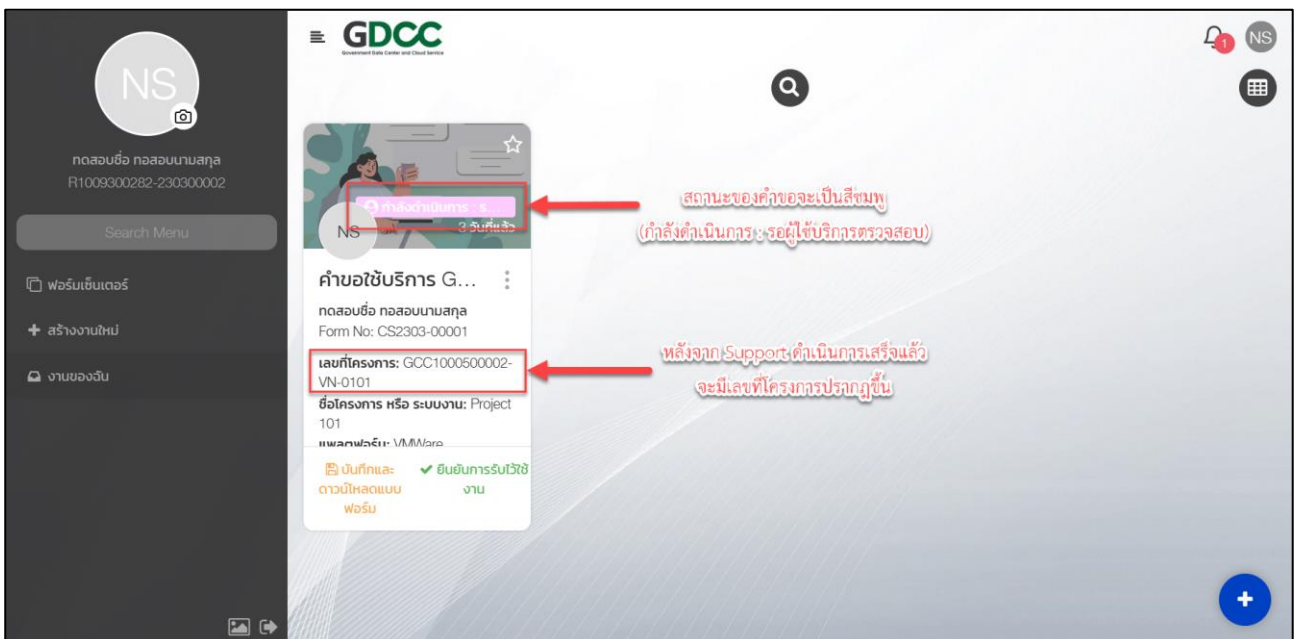 GDCC
Government Data Center and Cloud Service
1
NS
NS
ทดสอบชื่อ ทอสอบนามสกุล
R1009300282-230300002
Search Menu
ฟอร์มเซ็นเตอร์
สร้างงานใหม่
งานของฉัน
กำลังดำเนินการ : ร...
3 วันที่แล้ว
NS
คำขอใช้บริการ G...
ทดสอบชื่อ ทอสอบนามสกุล
Form No: CS2303-00001
เลขที่โครงการ: GCC1000500002-
VN-0101
ชื่อโครงการ หรือ ระบบงาน: Project
101
แพลตฟอร์ม: VMWare
บันทึกและ
ดาวน์โหลดแบบ
ฟอร์ม
ยืนยันการรับไว้ใช้
งาน
สถานะของคำขอจะเป็นสีชมพู
(กำลังดำเนินการ : รอผู้ใช้บริการตรวจสอบ)
หลังจาก Support ดำเนินการเสร็จแล้ว
จะมีเลขที่โครงการปรากฏขึ้น